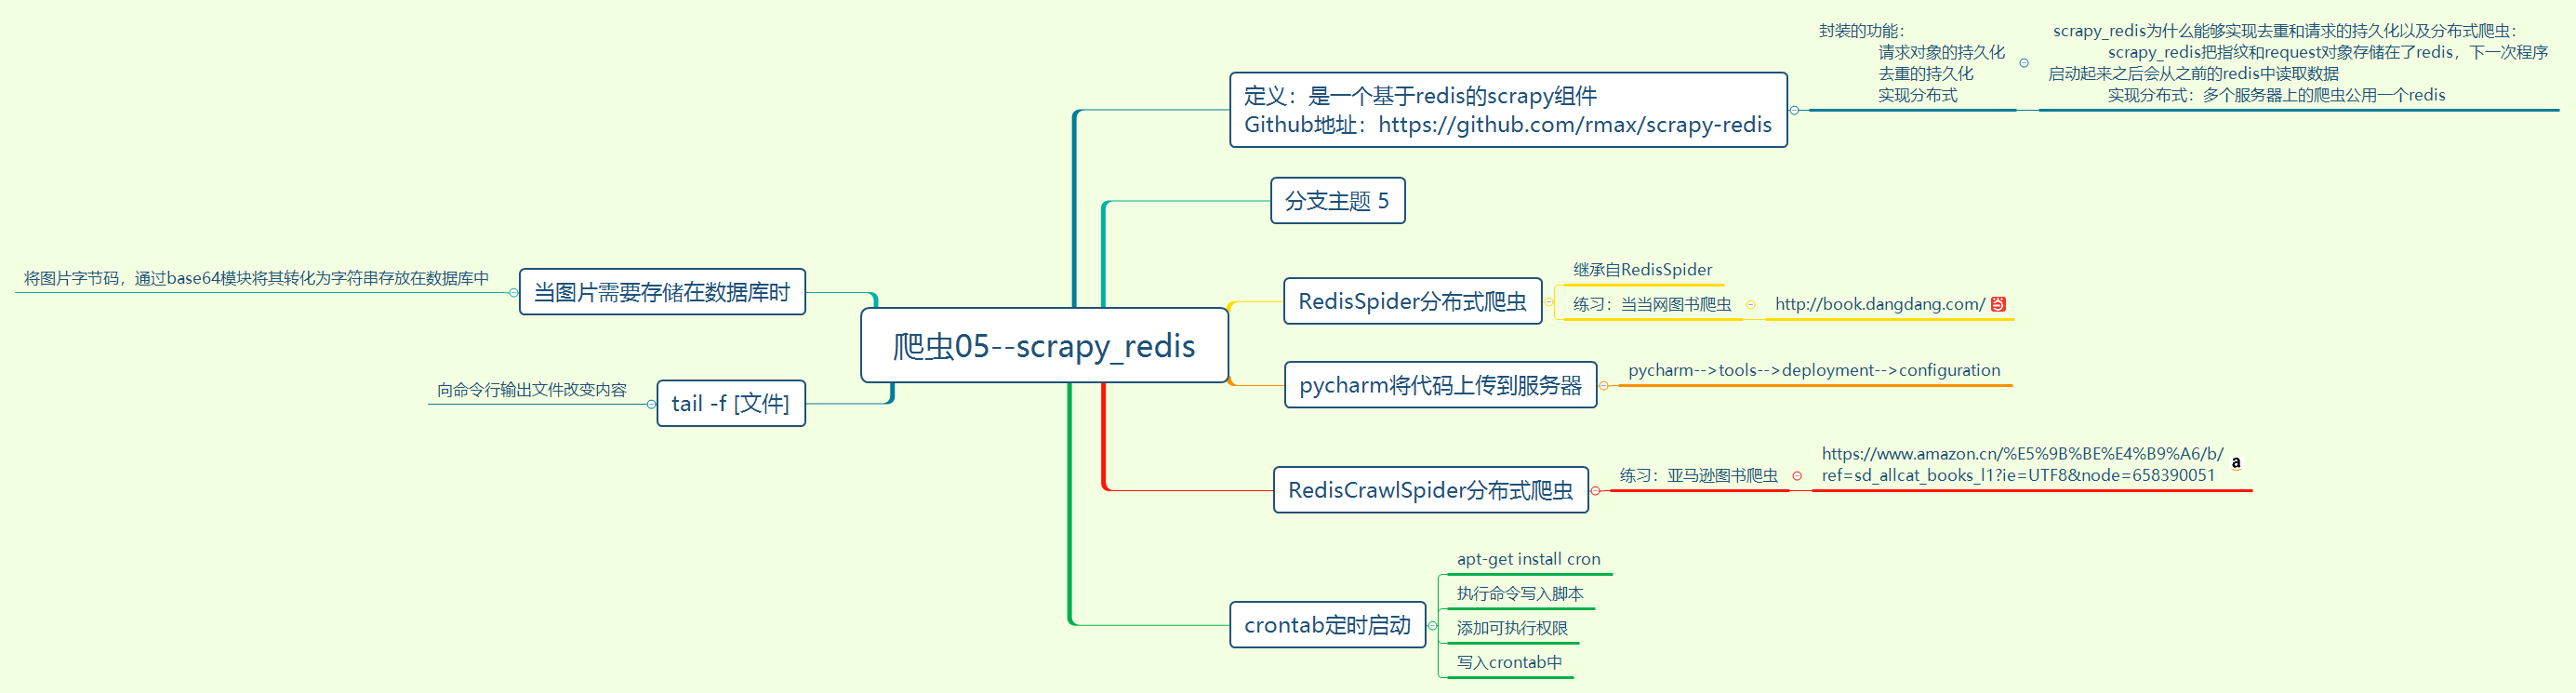 爬虫05--scrapy_redis
定义：是一个基于redis的scrapy组件
Github地址：https://github.com/rmax/scrapy-redis
封装的功能：
请求对象的持久化
去重的持久化
实现分布式
scrapy_redis为什么能够实现去重和请求的持久化以及分布式爬虫：
scrapy_redis把指纹和request对象存储在了redis，下一次程序
启动起来之后会从之前的redis中读取数据
实现分布式：多个服务器上的爬虫公用一个redis
分支主题 5
RedisSpider分布式爬虫
继承自RedisSpider
练习：当当网图书爬虫
http://book.dangdang.com/
pycharm将代码上传到服务器
pycharm-->tools-->deployment-->configuration
RedisCrawlSpider分布式爬虫
练习：亚马逊图书爬虫
https://www.amazon.cn/%E5%9B%BE%E4%B9%A6/b/
ref=sd_allcat_books_l1?ie=UTF8&node=658390051
a
crontab定时启动
apt-get install cron
执行命令写入脚本
添加可执行权限
写入crontab中
当图片需要存储在数据库时
将图片字节码，通过base64模块将其转化为字符串存放在数据库中
tail -f [文件]
向命令行输出文件改变内容